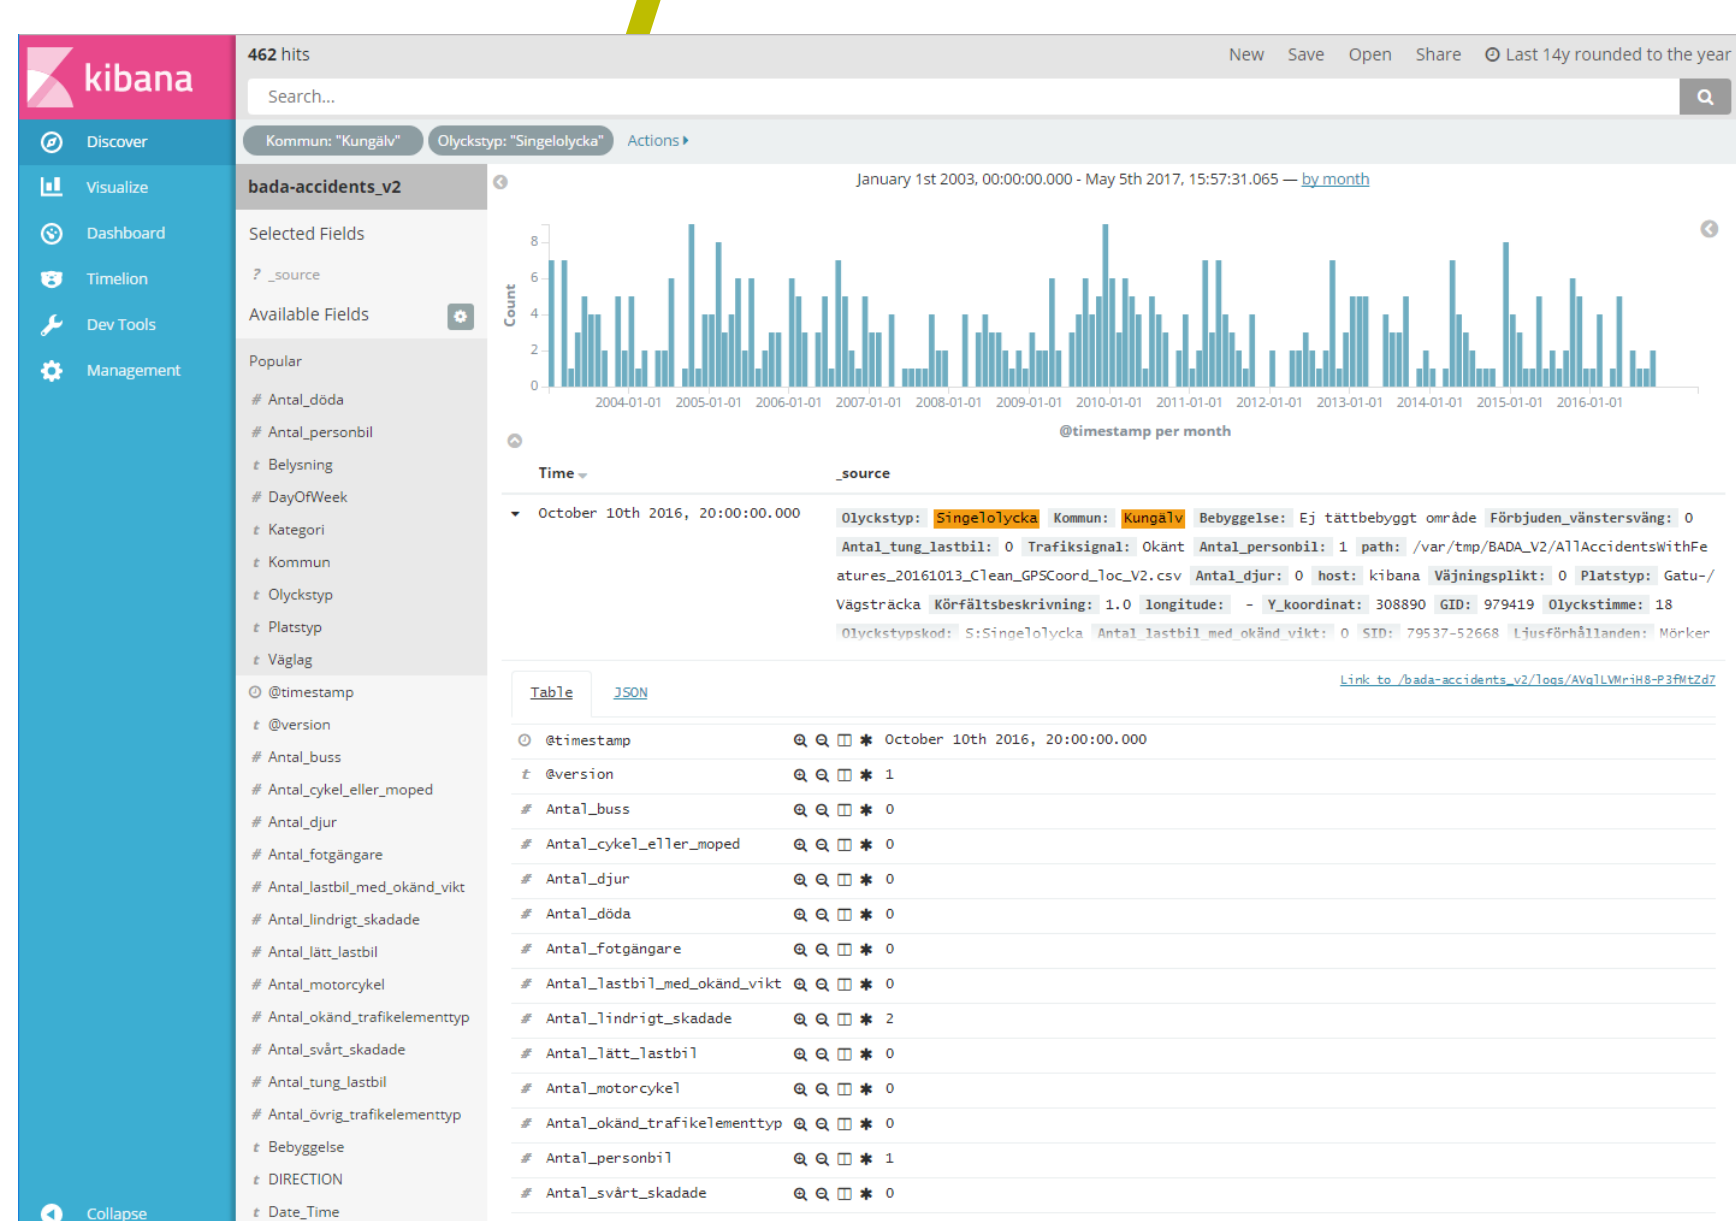 kibana
Discover
Visualize
Dashboard
Timelion
Dev Tools
Management
Collapse
462 hits
New Save Open Share Last 14y rounded to the year
Search...
Kommun: "Kungälv" Olyckstyp: "Singelolycka" Actions
bada-accidents_v2
Selected Fields
? _source
Available Fields
Popular
# Antal_döda
# Antal_personbil
t Belysning
# DayOfWeek
t Kategori
t Kommun
t Olyckstyp
t Platstyp
t Väglag
@timestamp
t @version
# Antal_buss
# Antal_cykel_eller_moped
# Antal_djur
# Antal_fotgängare
# Antal_lastbil_med_okänd_vikt
# Antal_lindrigt_skadade
# Antal_lätt_lastbil
# Antal_motorcykel
# Antal_okänd_trafikelementtyp
# Antal_svårt_skadade
# Antal_tung_lastbil
# Antal_övrig_trafikelementtyp
t Bebyggelse
t DIRECTION
t Date_Time
January 1st 2003, 00:00:00.000 - May 5th 2017, 15:57:31.065 — by month
Count
8
6
4
2
0
2004-01-01 2005-01-01 2006-01-01 2007-01-01 2008-01-01 2009-01-01 2010-01-01 2011-01-01 2012-01-01 2013-01-01 2014-01-01 2015-01-01 2016-01-01
@timestamp per month
Time _source
October 10th 2016, 20:00:00.000
Olyckstyp: Singelolycka Kommun: Kungälv Bebyggelse: Ej tättbebyggt område Förbjuden_vänstersväng: 0
Antal_tung_lastbil: 0 Trafiksignal: Okänt Antal_personbil: 1 path: /var/tmp/BADA_V2/AllAccidentsWithFe
atures_20161013_Clean_GPSCoord_loc_V2.csv Antal_djur: 0 host: kibana Väjningsplikt: 0 Platstyp: Gatu-/
Vägsträcka Körfältsbeskrivning: 1.0 longitude: - Y_koordinat: 308890 GID: 979419 Olyckstimme: 18
Olyckstypskod: S:Singelolycka Antal_lastbil_med_okänd_vikt: 0 SID: 79537-52668 Ljusförhållanden: Mörker
Table JSON
Link to /bada-accidents_v2/logs/AVqlLVMriH8-P3fMtZd7
@timestamp October 10th 2016, 20:00:00.000
t @version 1
# Antal_buss 0
# Antal_cykel_eller_moped 0
# Antal_djur 0
# Antal_döda 0
# Antal_fotgängare 0
# Antal_lastbil_med_okänd_vikt 0
# Antal_lindrigt_skadade 2
# Antal_lätt_lastbil 0
# Antal_motorcykel 0
# Antal_okänd_trafikelementtyp 0
# Antal_personbil 1
# Antal_svårt_skadade 0